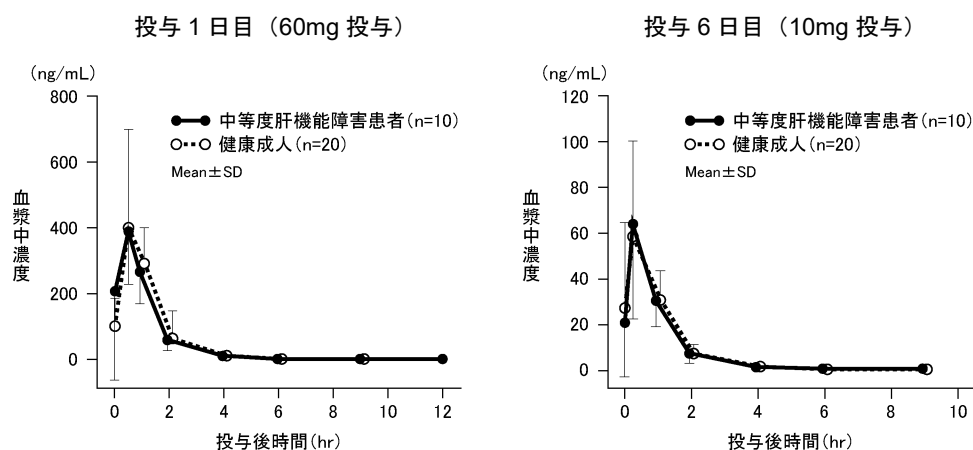 投与 1 日目（60mg 投与）
(ng/mL)
800
600
400
200
0
血漿中濃度
中等度肝機能障害患者(n=10)
健康成人(n=20)
Mean±SD
0 2 4 6 8 10 12
投与後時間(hr)
投与 6 日目（10mg 投与）
(ng/mL)
120
100
80
60
40
20
0
血漿中濃度
中等度肝機能障害患者(n=10)
健康成人(n=20)
Mean±SD
0 2 4 6 8 10
投与後時間(hr)